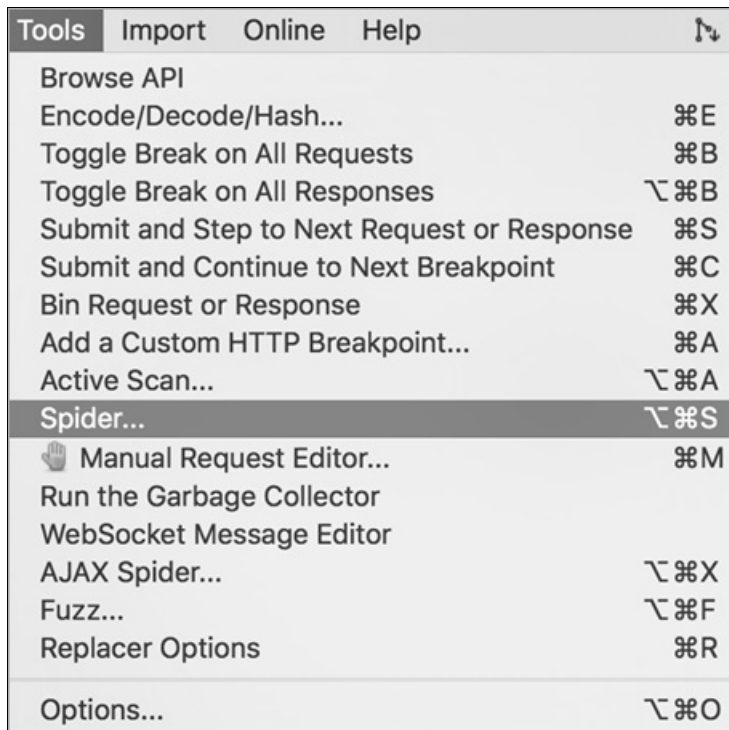 Tools Import Online Help
Browse API
Encode/Decode/Hash... ⌘E
Toggle Break on All Requests ⌘B
Toggle Break on All Responses ⌥⌘B
Submit and Step to Next Request or Response ⌘S
Submit and Continue to Next Breakpoint ⌘C
Bin Request or Response ⌘X
Add a Custom HTTP Breakpoint... ⌘A
Active Scan... ⌥⌘A
Spider... ⌥⌘S
Manual Request Editor... ⌘M
Run the Garbage Collector
WebSocket Message Editor
AJAX Spider... ⌥⌘X
Fuzz... ⌥⌘F
Replacer Options ⌘R
Options... ⌥⌘O